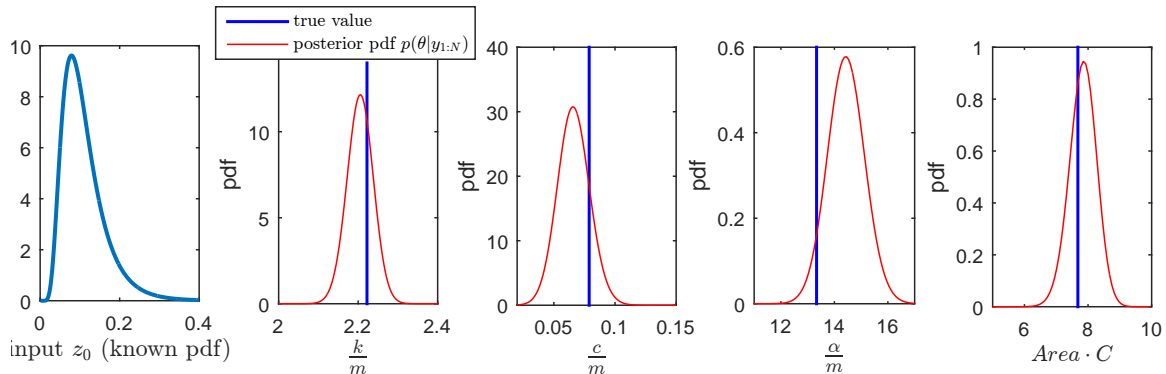 true value
posterior pdf p(θ|y_{1:N})
10
8
6
4
2
0
0 0.2 0.4
input z_0 (known pdf)
pdf
10
5
0
2 2.2 2.4
k/m
pdf
40
30
20
10
0
0.05 0.1 0.15
c/m
pdf
0.6
0.4
0.2
0
12 14 16
α/m
pdf
1
0.8
0.6
0.4
0.2
0
6 8 10
Area · C